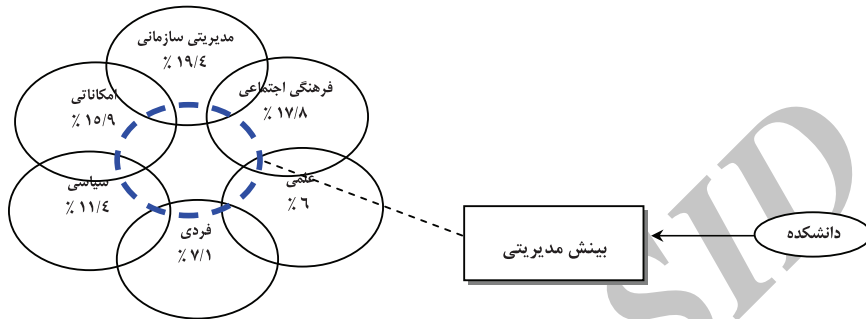 مدیریتی سازمانی
۱۹/۴ ٪
فرهنگی اجتماعی
۱۷/۸ ٪
امکاناتی
۱۵/۹ ٪
علمی
۶ ٪
سیاسی
۱۱/۴ ٪
فردی
۷/۱ ٪
بینش مدیریتی
دانشکده
SID